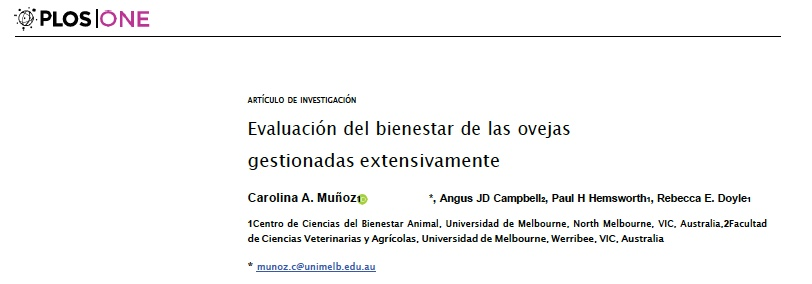 PLOS ONE
ARTÍCULO DE INVESTIGACIÓN
Evaluación del bienestar de las ovejas
gestionadas extensivamente
Carolina A. Muñoz1 *, Angus JD Campbell2, Paul H Hemsworth1, Rebecca E. Doyle1
1Centro de Ciencias del Bienestar Animal, Universidad de Melbourne, North Melbourne, VIC, Australia,2Facultad
de Ciencias Veterinarias y Agrícolas, Universidad de Melbourne, Werribee, VIC, Australia
* munoz.c@unimelb.edu.au